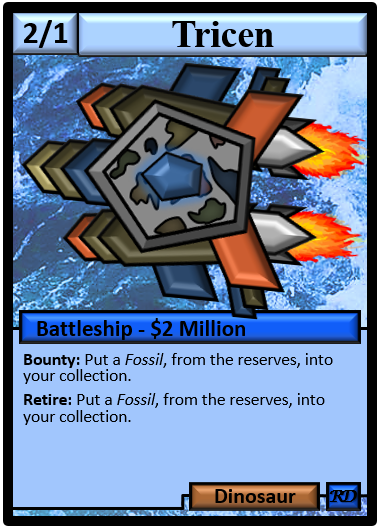 2/1 Tricen
Battleship - $2 Million
Bounty: Put a Fossil, from the reserves, into
your collection.
Retire: Put a Fossil, from the reserves, into
your collection.
Dinosaur RD